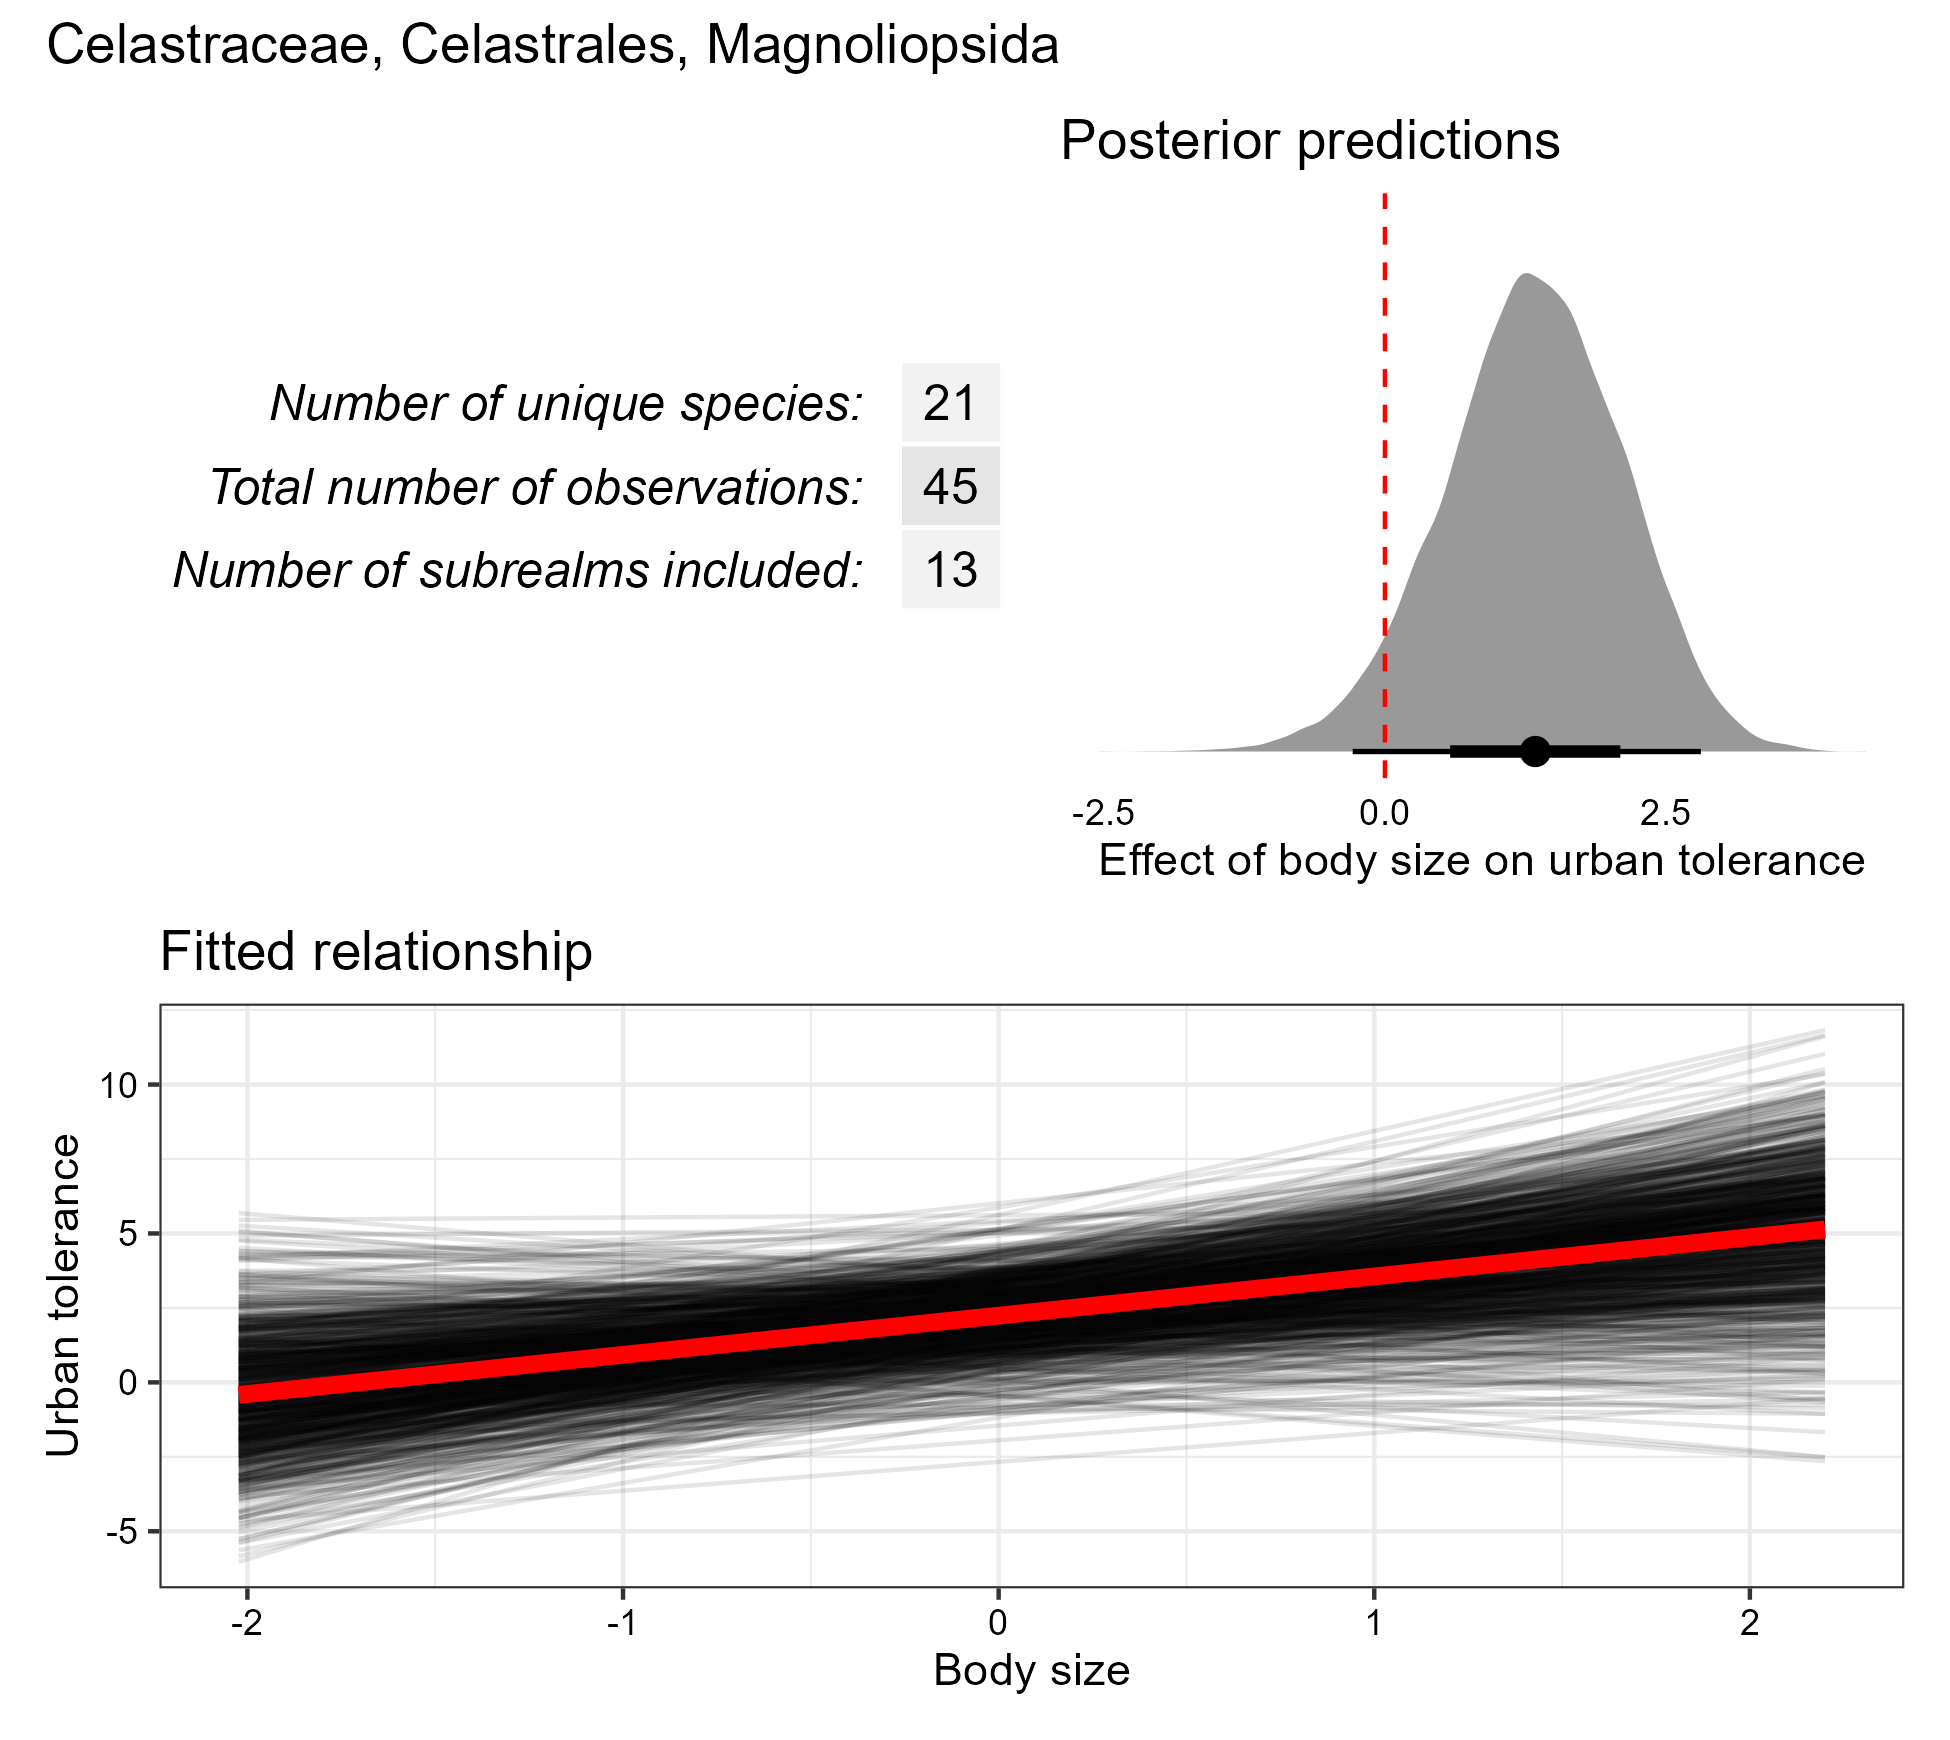 Celastraceae, Celastrales, Magnoliopsida
Posterior predictions
Number of unique species: 21
Total number of observations: 45
Number of subrealms included: 13
-2.5 0.0 2.5
Effect of body size on urban tolerance
Fitted relationship
Urban tolerance
10
5
0
-5
-2 -1 0 1 2
Body size